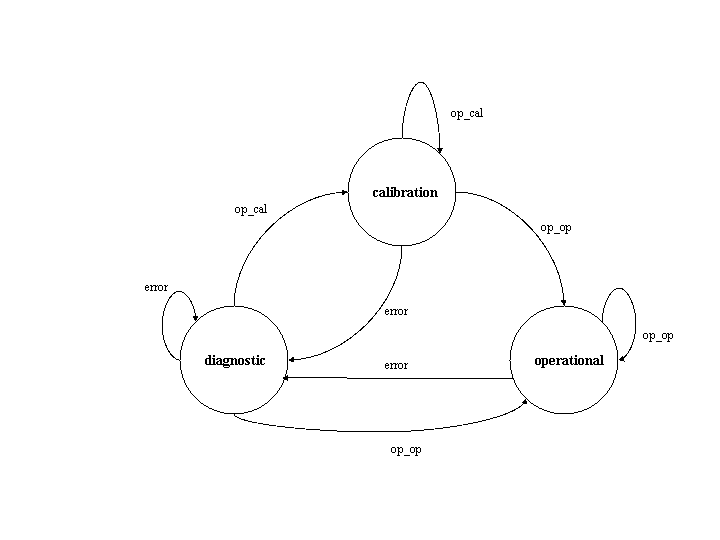 op_cal
calibration
op_cal
op_op
error
error
op_op
diagnostic
error
operational
op_op